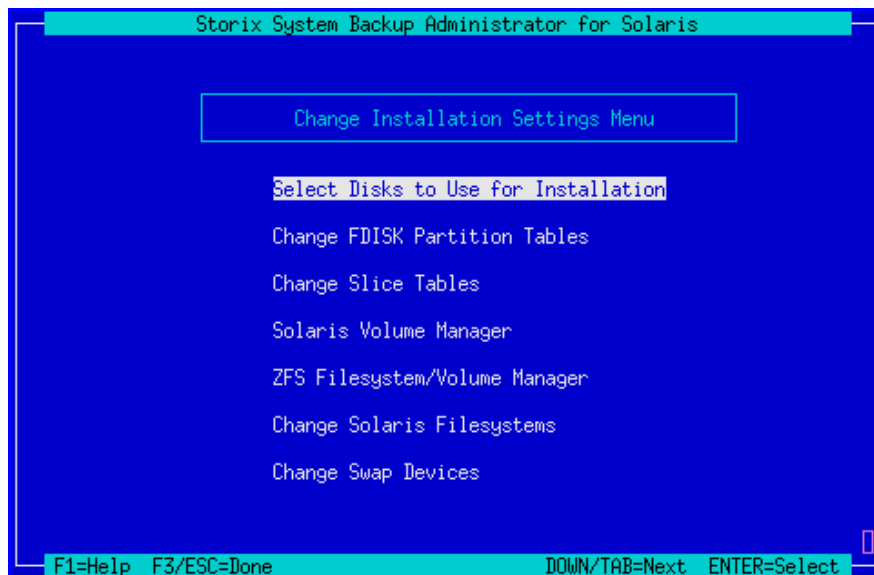 Storix System Backup Administrator for Solaris
Change Installation Settings Menu
Select Disks to Use for Installation
Change FDISK Partition Tables
Change Slice Tables
Solaris Volume Manager
ZFS Filesystem/Volume Manager
Change Solaris Filesystems
Change Swap Devices
F1=Help F3/ESC=Done DOWN/TAB=Next ENTER=Select